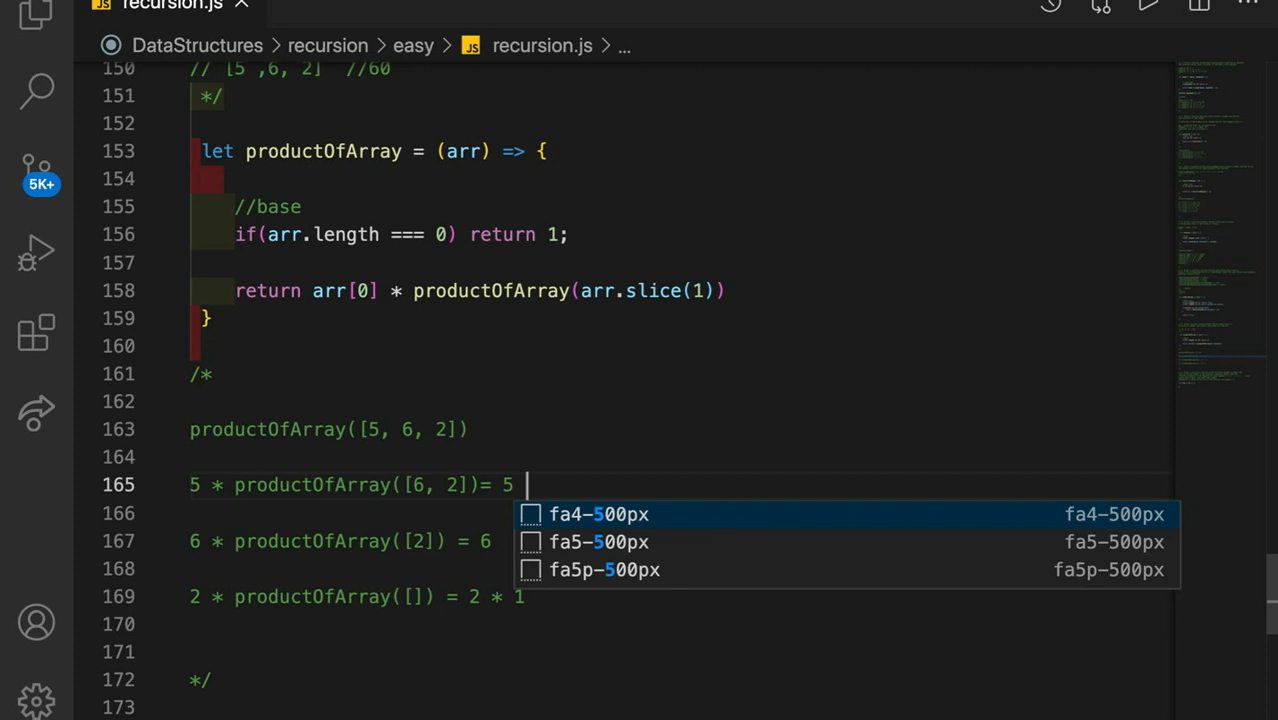 JS recursion.js ×
DataStructures > recursion > easy > JS recursion.js > ...
150 // [5 ,6, 2] //60
151 */
152
153 let productOfArray = (arr) => {
154
155 //base
156 if(arr.length === 0) return 1;
157
158 return arr[0] * productOfArray(arr.slice(1))
159 }
160
161 /*
162
163 productOfArray([5, 6, 2])
164
165 5 * productOfArray([6, 2])= 5
fa4-500px fa4-500px
166
fa5-500px fa5-500px
167 6 * productOfArray([2]) = 6
fa5p-500px fa5p-500px
168
169 2 * productOfArray([]) = 2 * 1
170
171
172 */
173
5K+